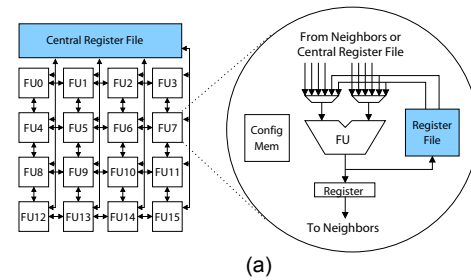 Central Register File
FU0 FU1 FU2 FU3
FU4 FU5 FU6 FU7
FU8 FU9 FU10 FU11
FU12 FU13 FU14 FU15
From Neighbors or
Central Register File
Config
Mem
FU
Register
File
Register
To Neighbors
(a)